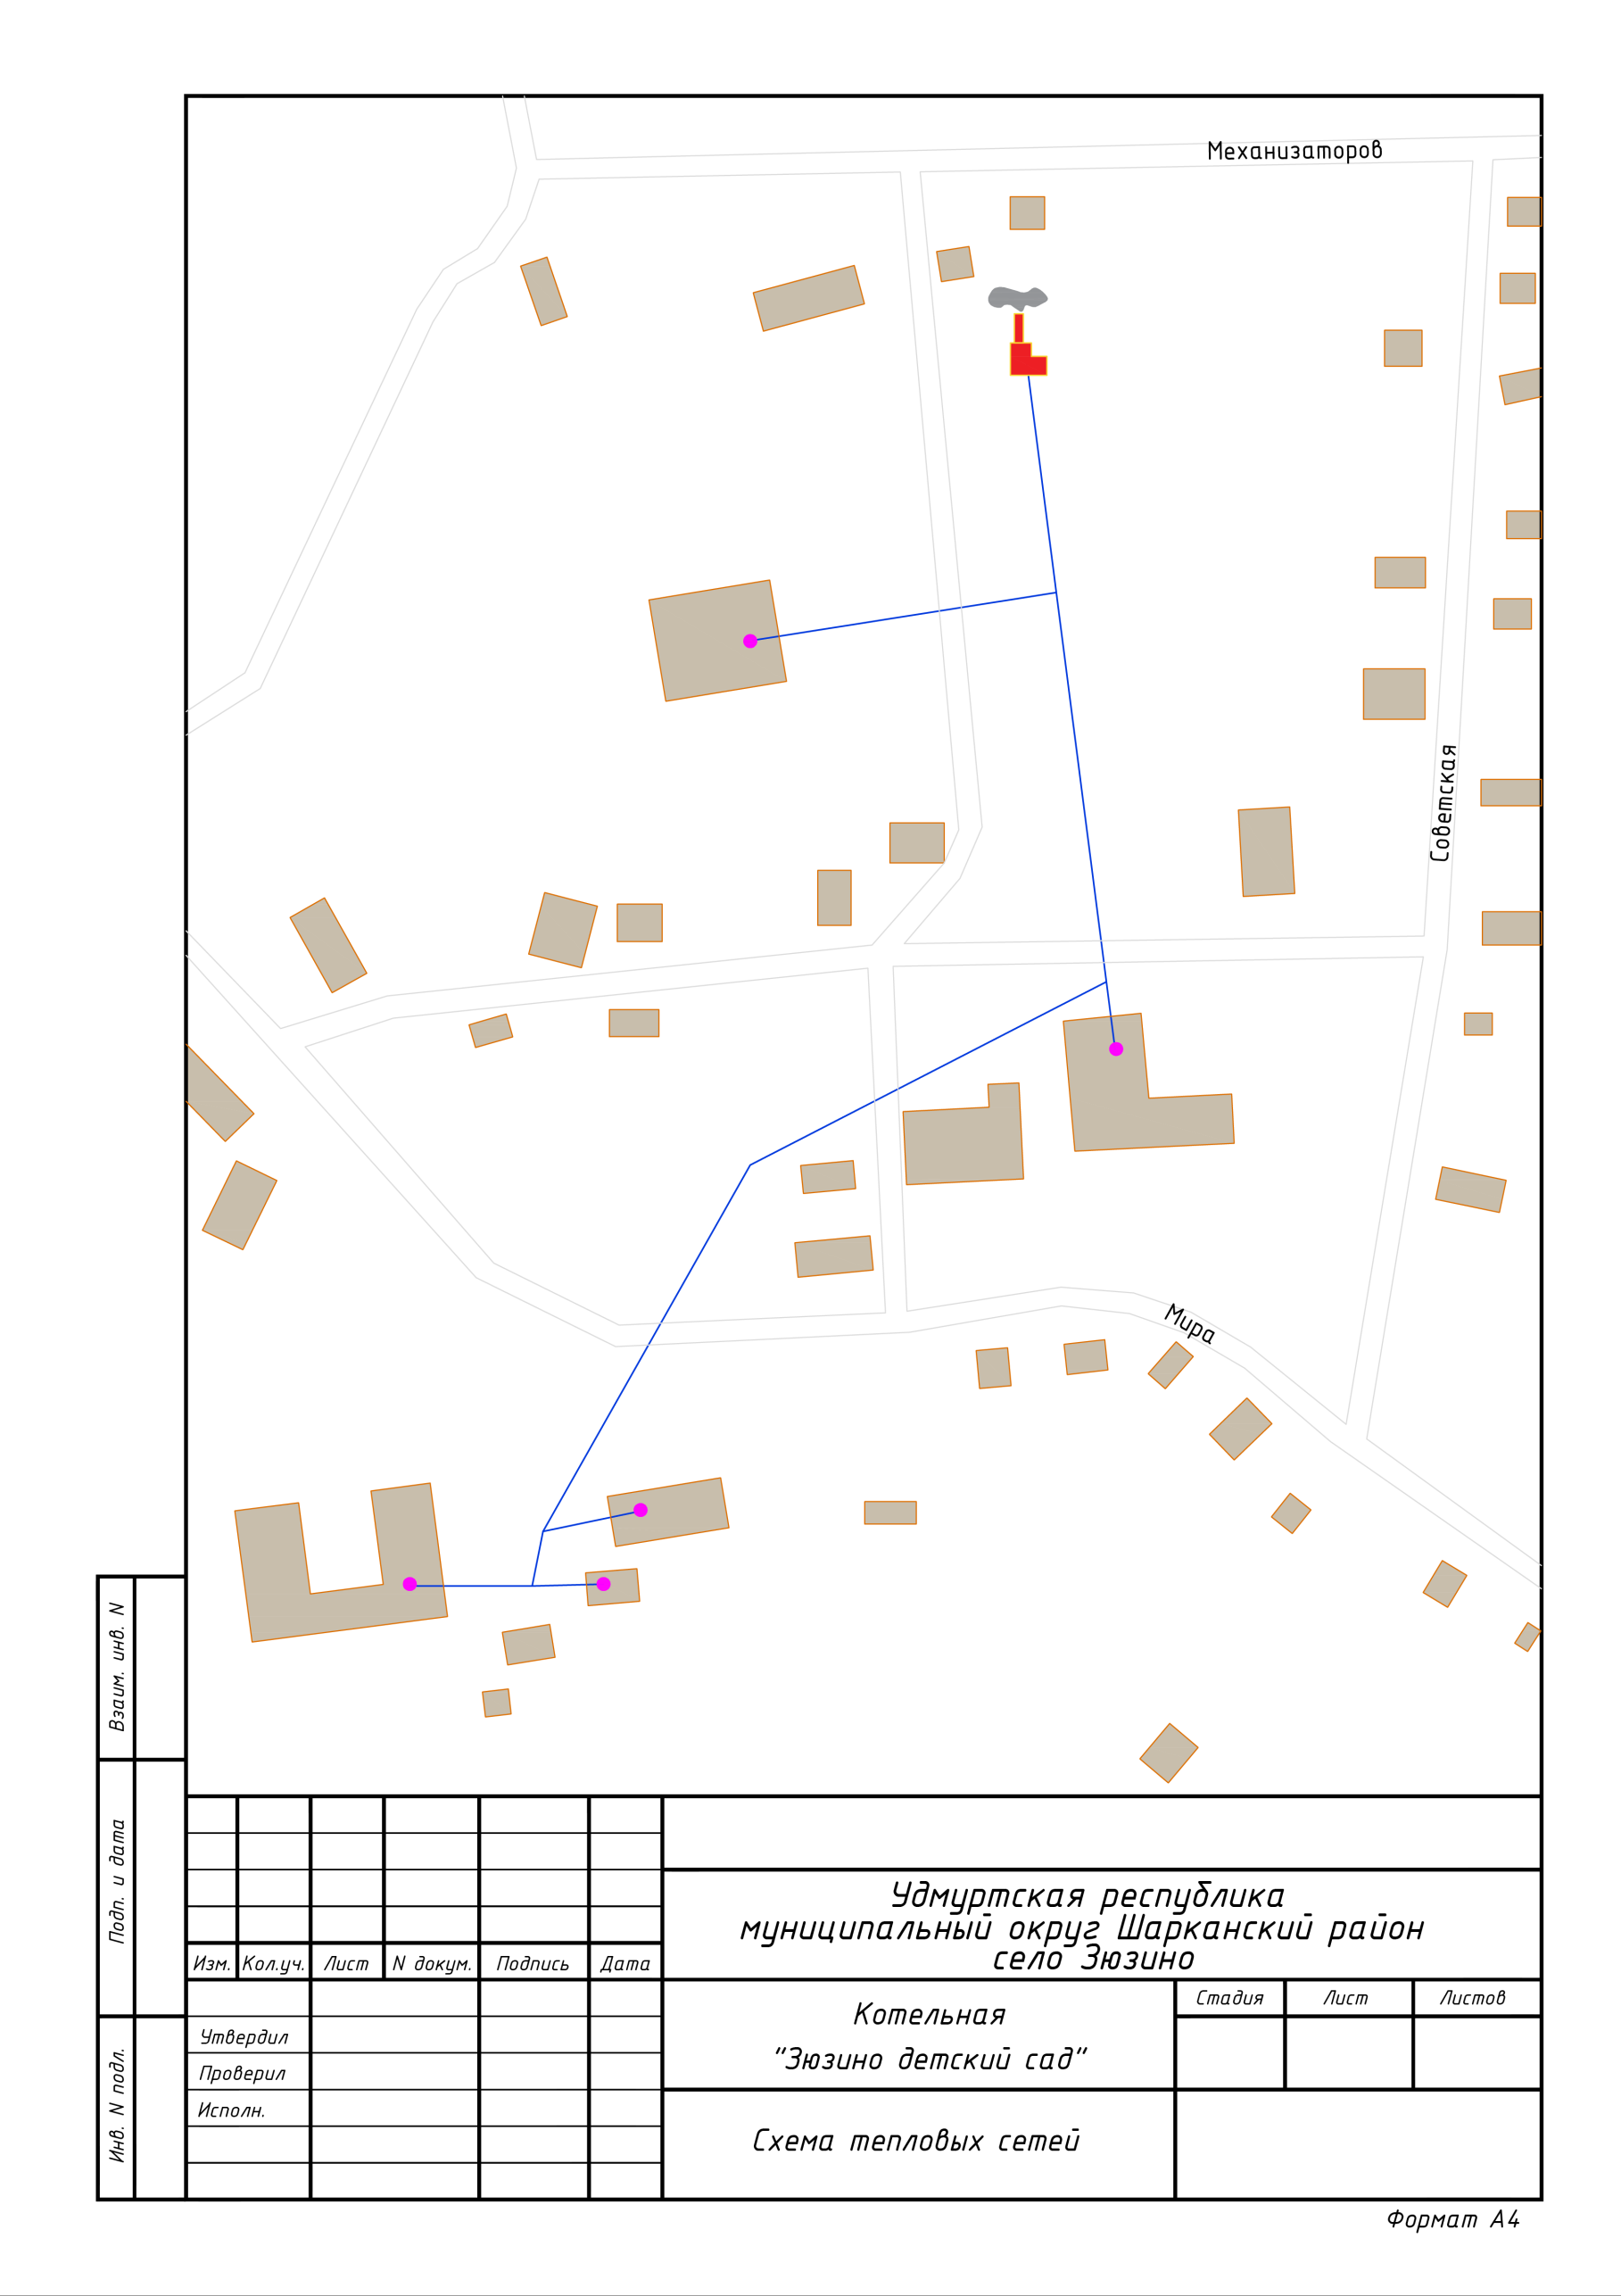 Механизаторов
Советская
Мира
Взаим. инв. N
Подп. и дата
Инв. N подл.
Удмуртская республика
муниципальный округ Шарканский район
село Зюзино
Изм. Кол.уч. Лист N докум. Подпись Дата
Котельная
"Зюзино детский сад"
Стадия Лист Листов
Утвердил
Проверил
Исполн.
Схема тепловых сетей
Формат А4